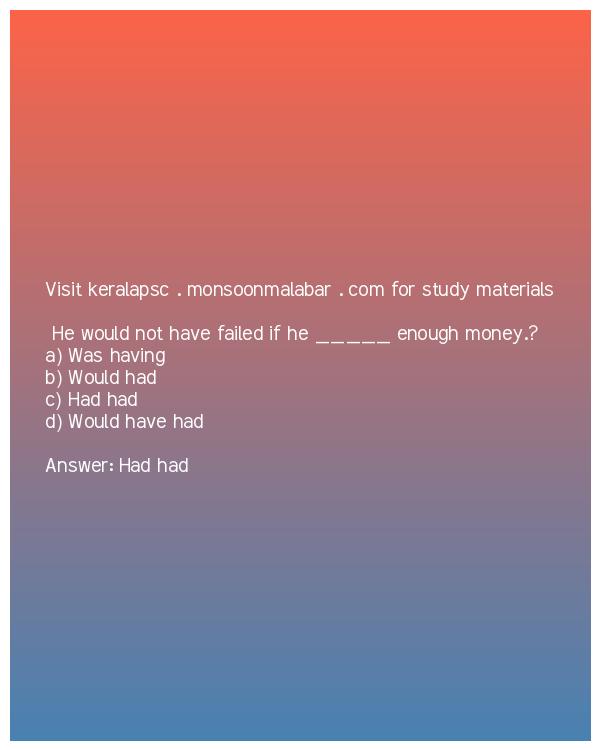 Visit keralapsc . monsoonmalabar . com for study materials
He would not have failed if he _____ enough money.?
a) Was having
b) Would had
c) Had had
d) Would have had
Answer: Had had